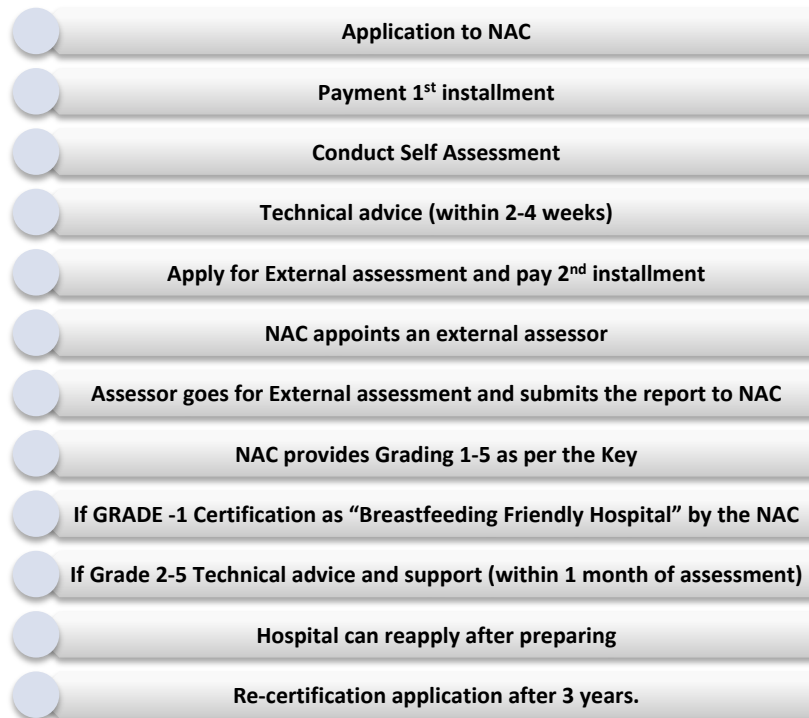 Application to NAC
Payment 1st installment
Conduct Self Assessment
Technical advice (within 2-4 weeks)
Apply for External assessment and pay 2nd installment
NAC appoints an external assessor
Assessor goes for External assessment and submits the report to NAC
NAC provides Grading 1-5 as per the Key
If GRADE -1 Certification as “Breastfeeding Friendly Hospital” by the NAC
If Grade 2-5 Technical advice and support (within 1 month of assessment)
Hospital can reapply after preparing
Re-certification application after 3 years.